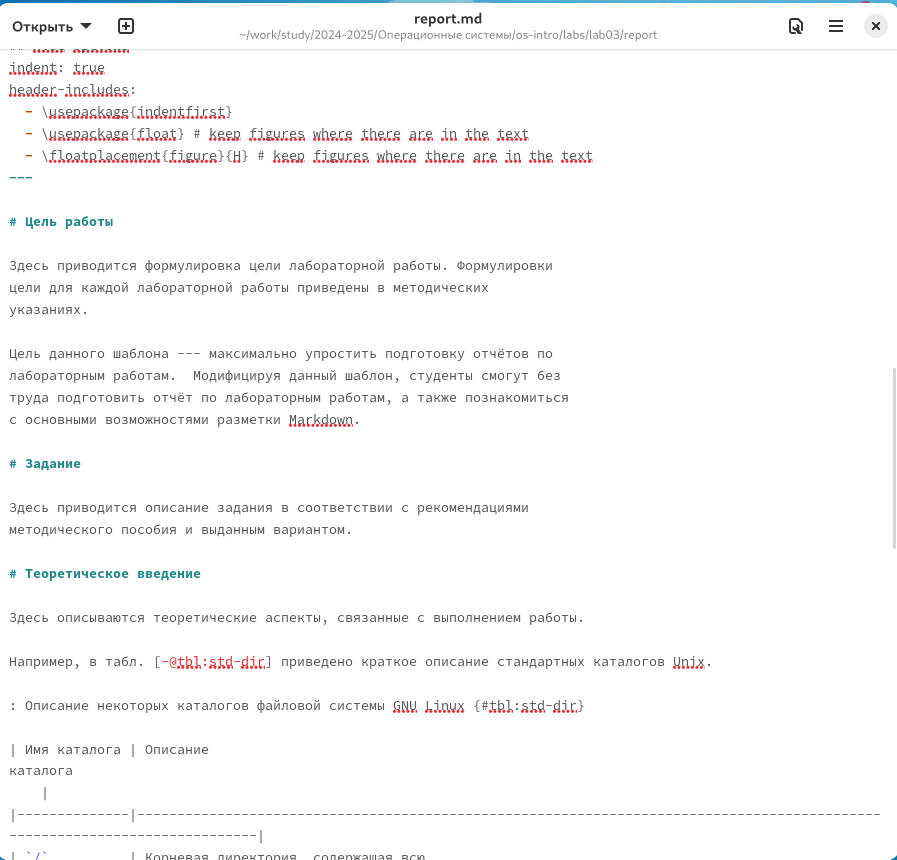 Открыть
report.md
~/work/study/2024-2025/Операционные системы/os-intro/labs/lab03/report
indent: true
header-includes:
  - \usepackage{indentfirst}
  - \usepackage{float} # keep figures where there are in the text
  - \floatplacement{figure}{H} # keep figures where there are in the text
---
# Цель работы
Здесь приводится формулировка цели лабораторной работы. Формулировки
цели для каждой лабораторной работы приведены в методических
указаниях.
Цель данного шаблона --- максимально упростить подготовку отчётов по
лабораторным работам.  Модифицируя данный шаблон, студенты смогут без
труда подготовить отчёт по лабораторным работам, а также познакомиться
с основными возможностями разметки Markdown.
# Задание
Здесь приводится описание задания в соответствии с рекомендациями
методического пособия и выданным вариантом.
# Теоретическое введение
Здесь описываются теоретические аспекты, связанные с выполнением работы.
Например, в табл. [-@tbl:std-dir] приведено краткое описание стандартных каталогов Unix.
: Описание некоторых каталогов файловой системы GNU Linux {#tbl:std-dir}
| Имя каталога | Описание
каталога
    |
|--------------|---------------------------------------------------------------------------------------------
-------------------------------|
| `/`          | Корневая директория, содержащая всю